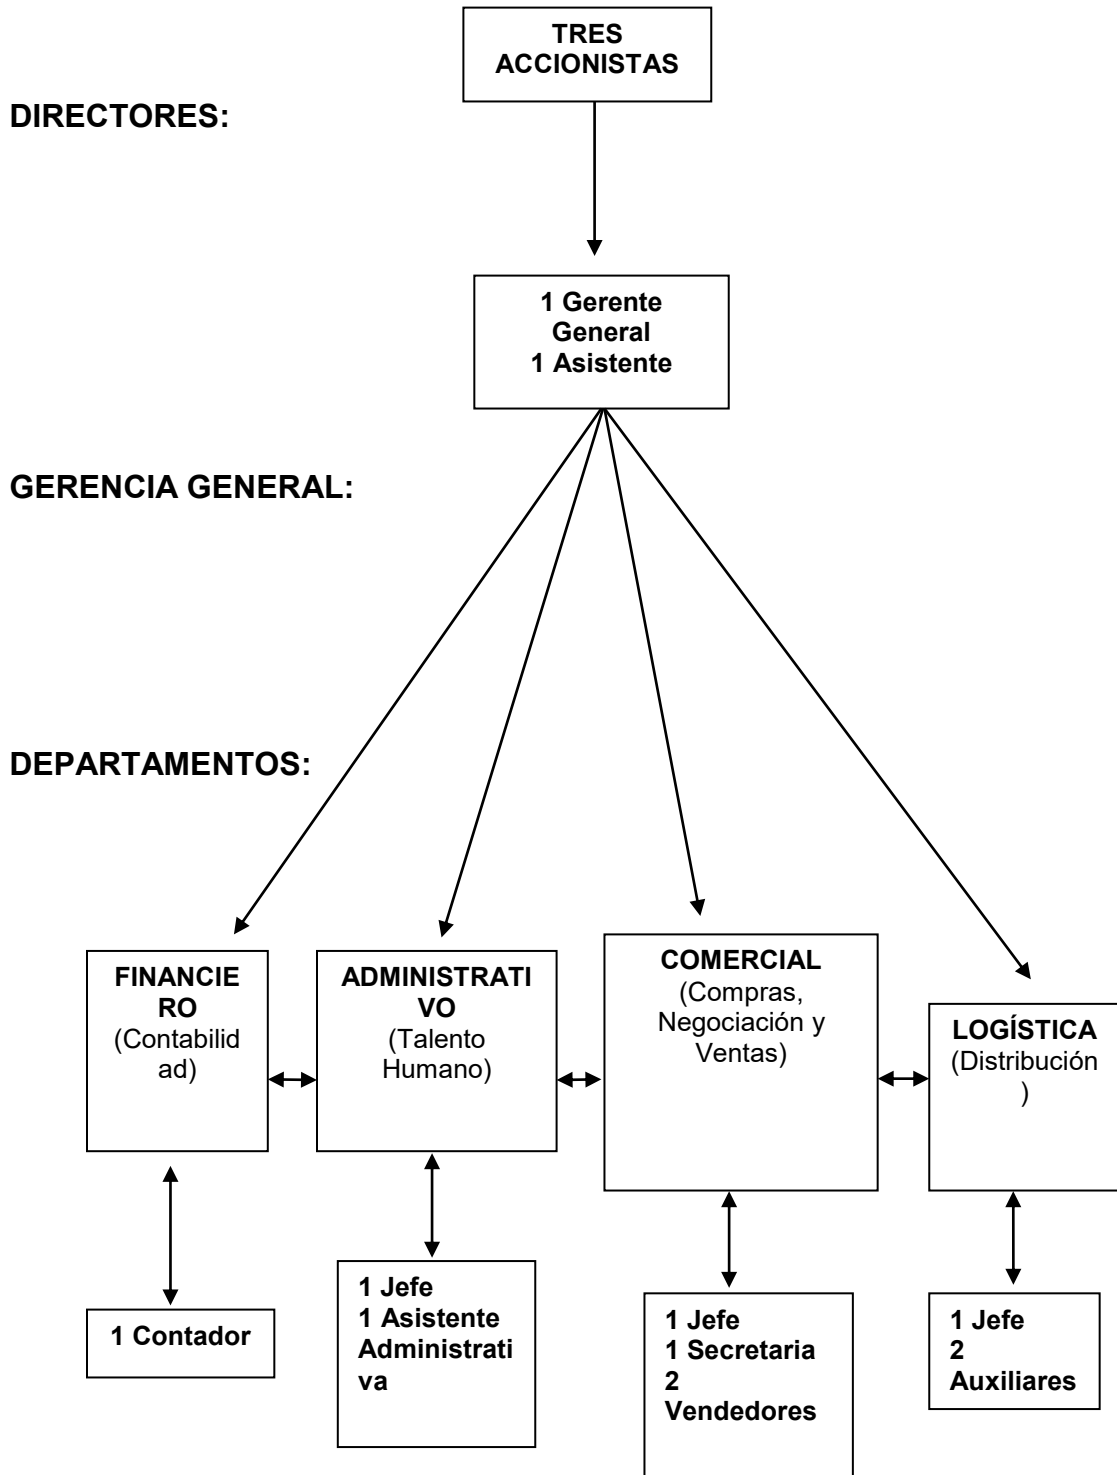 TRES
ACCIONISTAS
DIRECTORES:
1 Gerente
General
1 Asistente
GERENCIA GENERAL:
DEPARTAMENTOS:
FINANCIE
RO
(Contabilid
ad)
ADMINISTRATI
VO
(Talento
Humano)
COMERCIAL
(Compras,
Negociación y
Ventas)
LOGÍSTICA
(Distribución
)
1 Contador
1 Jefe
1 Asistente
Administrati
va
1 Jefe
1 Secretaria
2
Vendedores
1 Jefe
2
Auxiliares